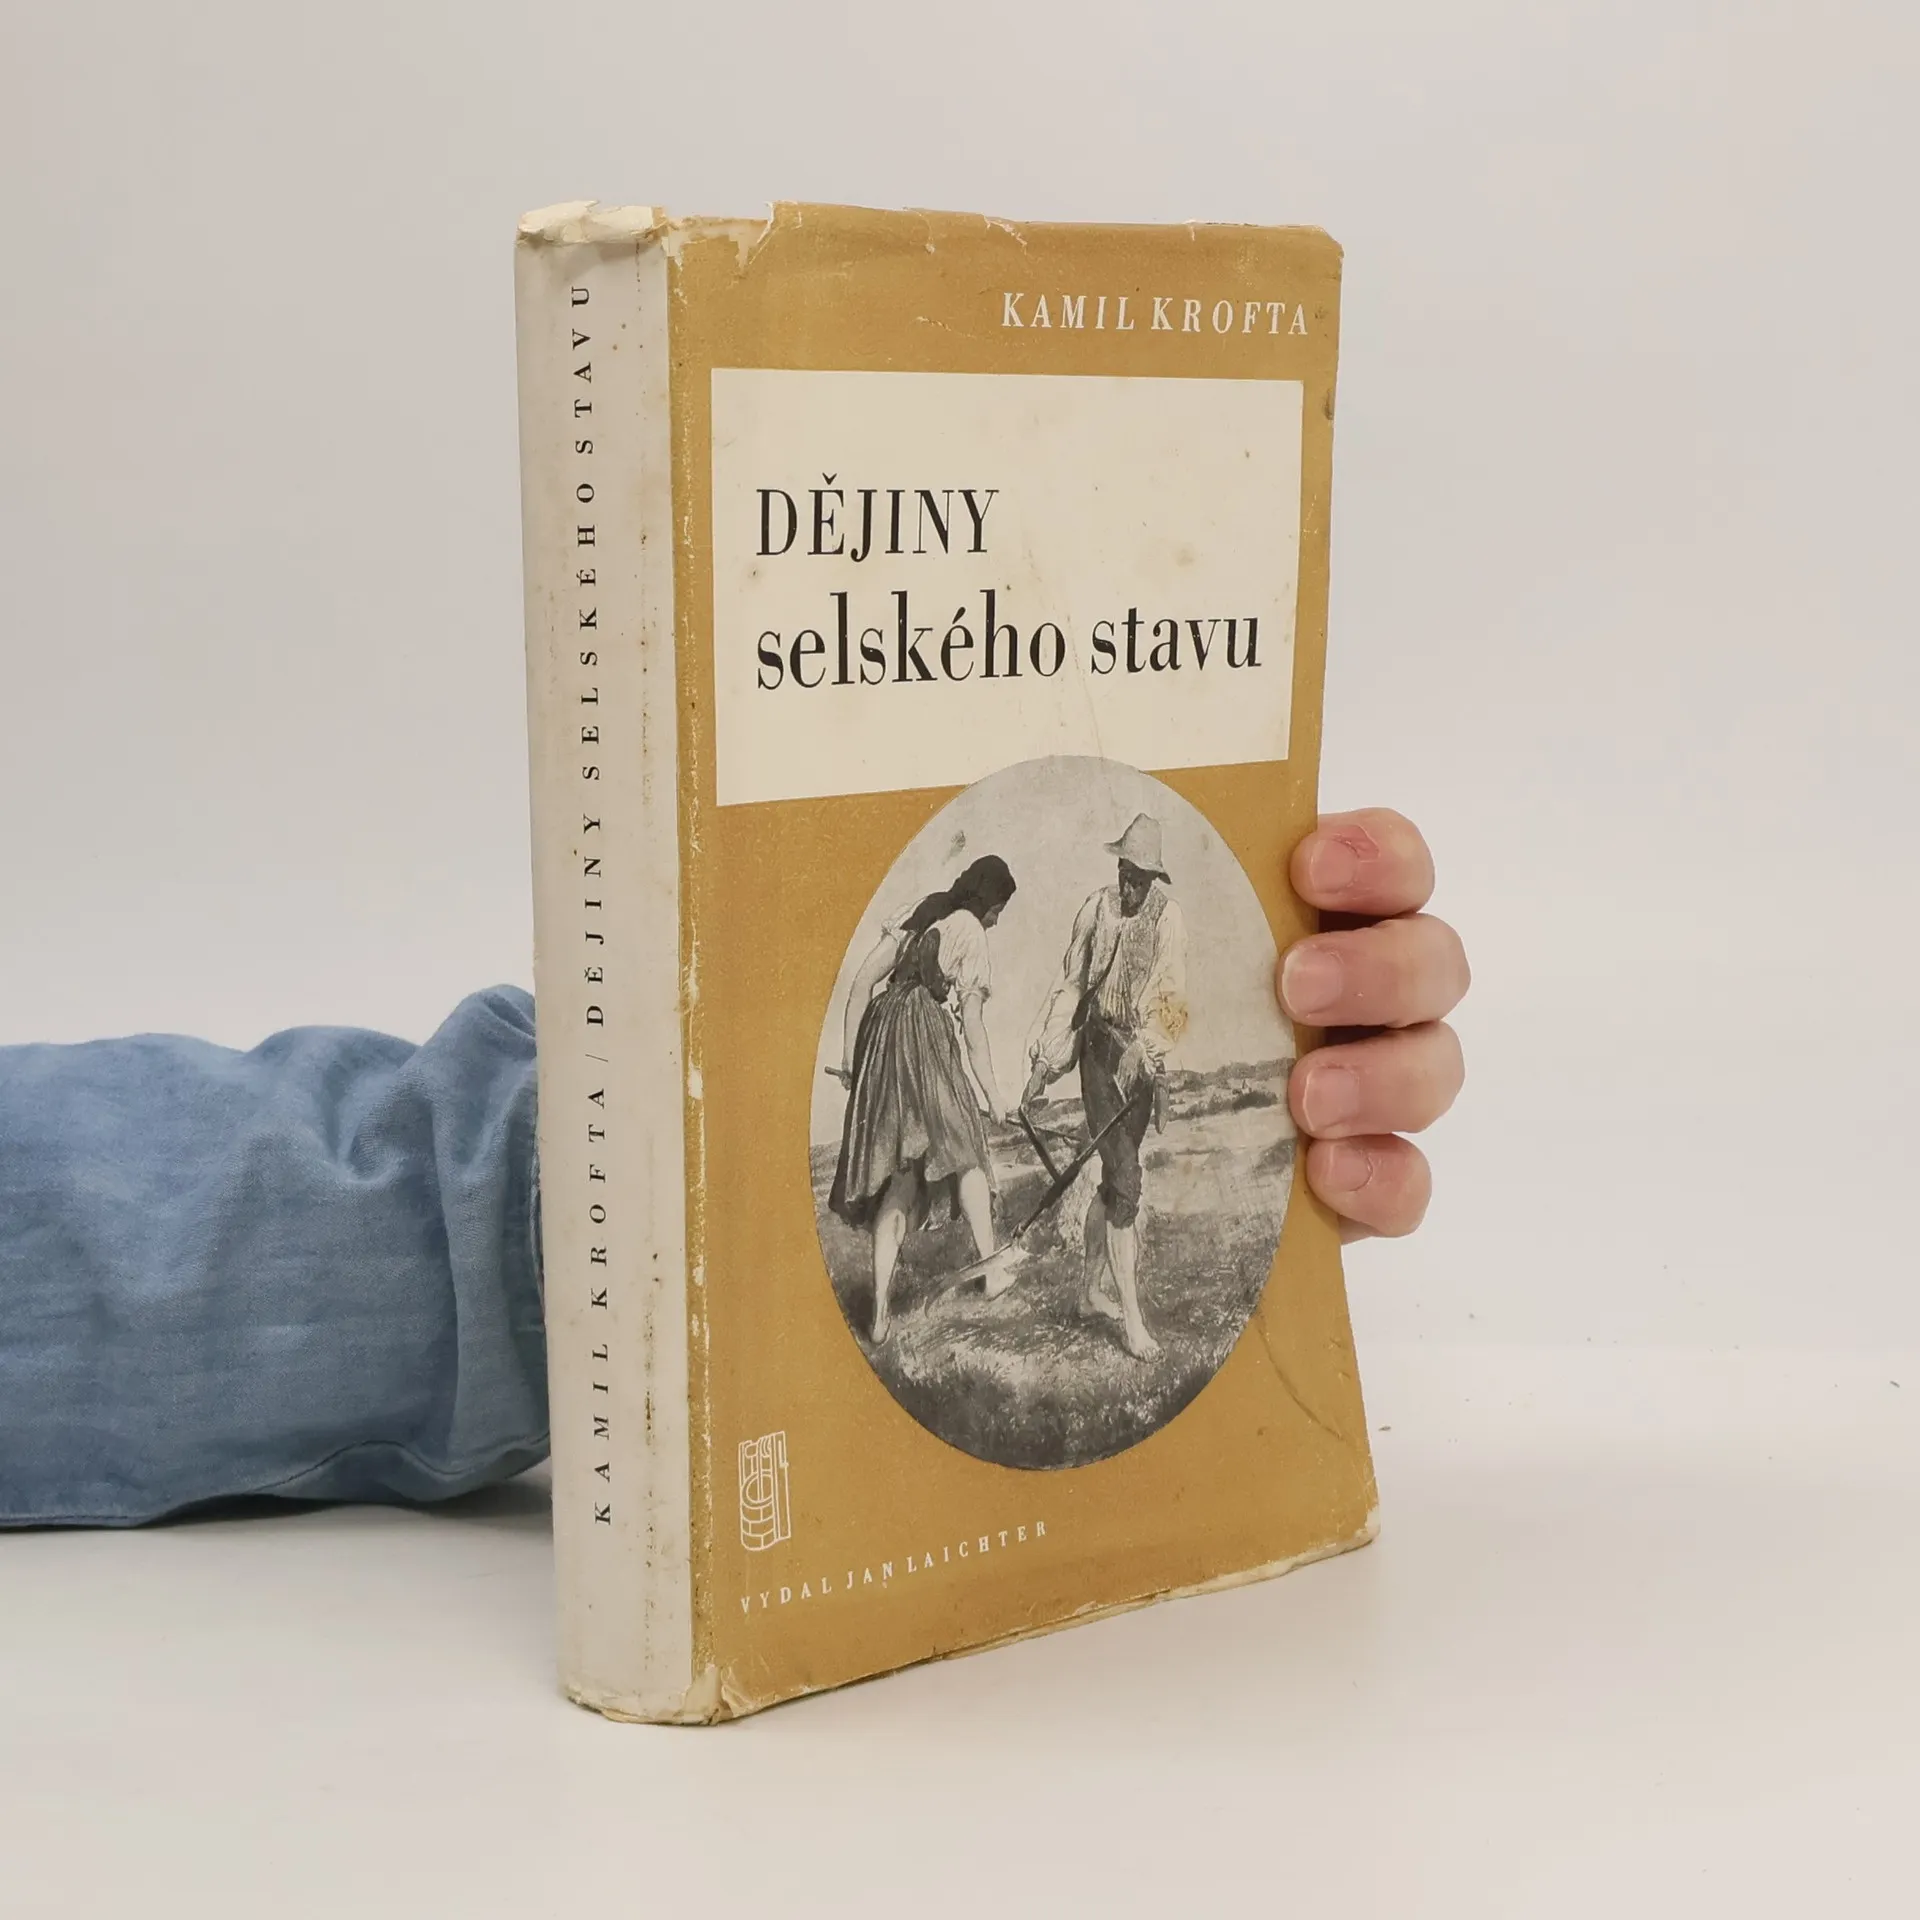 KAMIL KROFTA / DĚJINY SELSKÉHO STAVU
KAMIL KROFTA
DĚJINY
selského stavu
VYDAL JAN LAICHTER